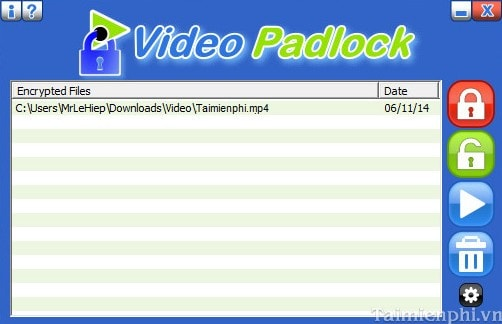 i ?
Video Padlock
Encrypted Files Date
C:\Users\MrLeHiep\Downloads\Video\Taimienphi.mp4 06/11/14
Taimienphi.vn